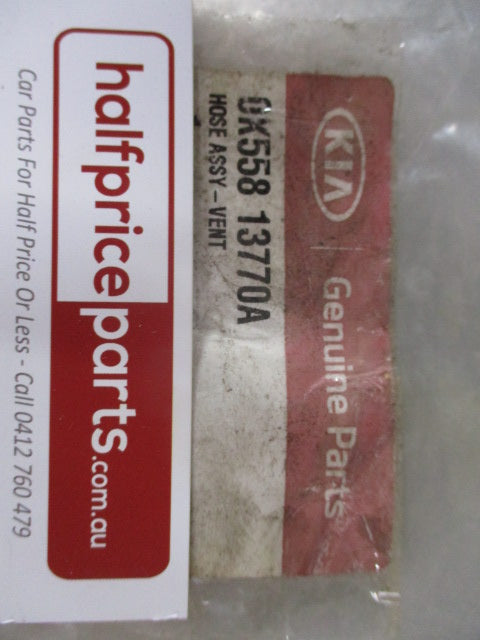 KIA | Genuine Parts
0K558 13770A
HOSE ASSY-VENT
halfpriceparts.com.au
Car Parts For Half Price Or Less - Call 0412 760 479